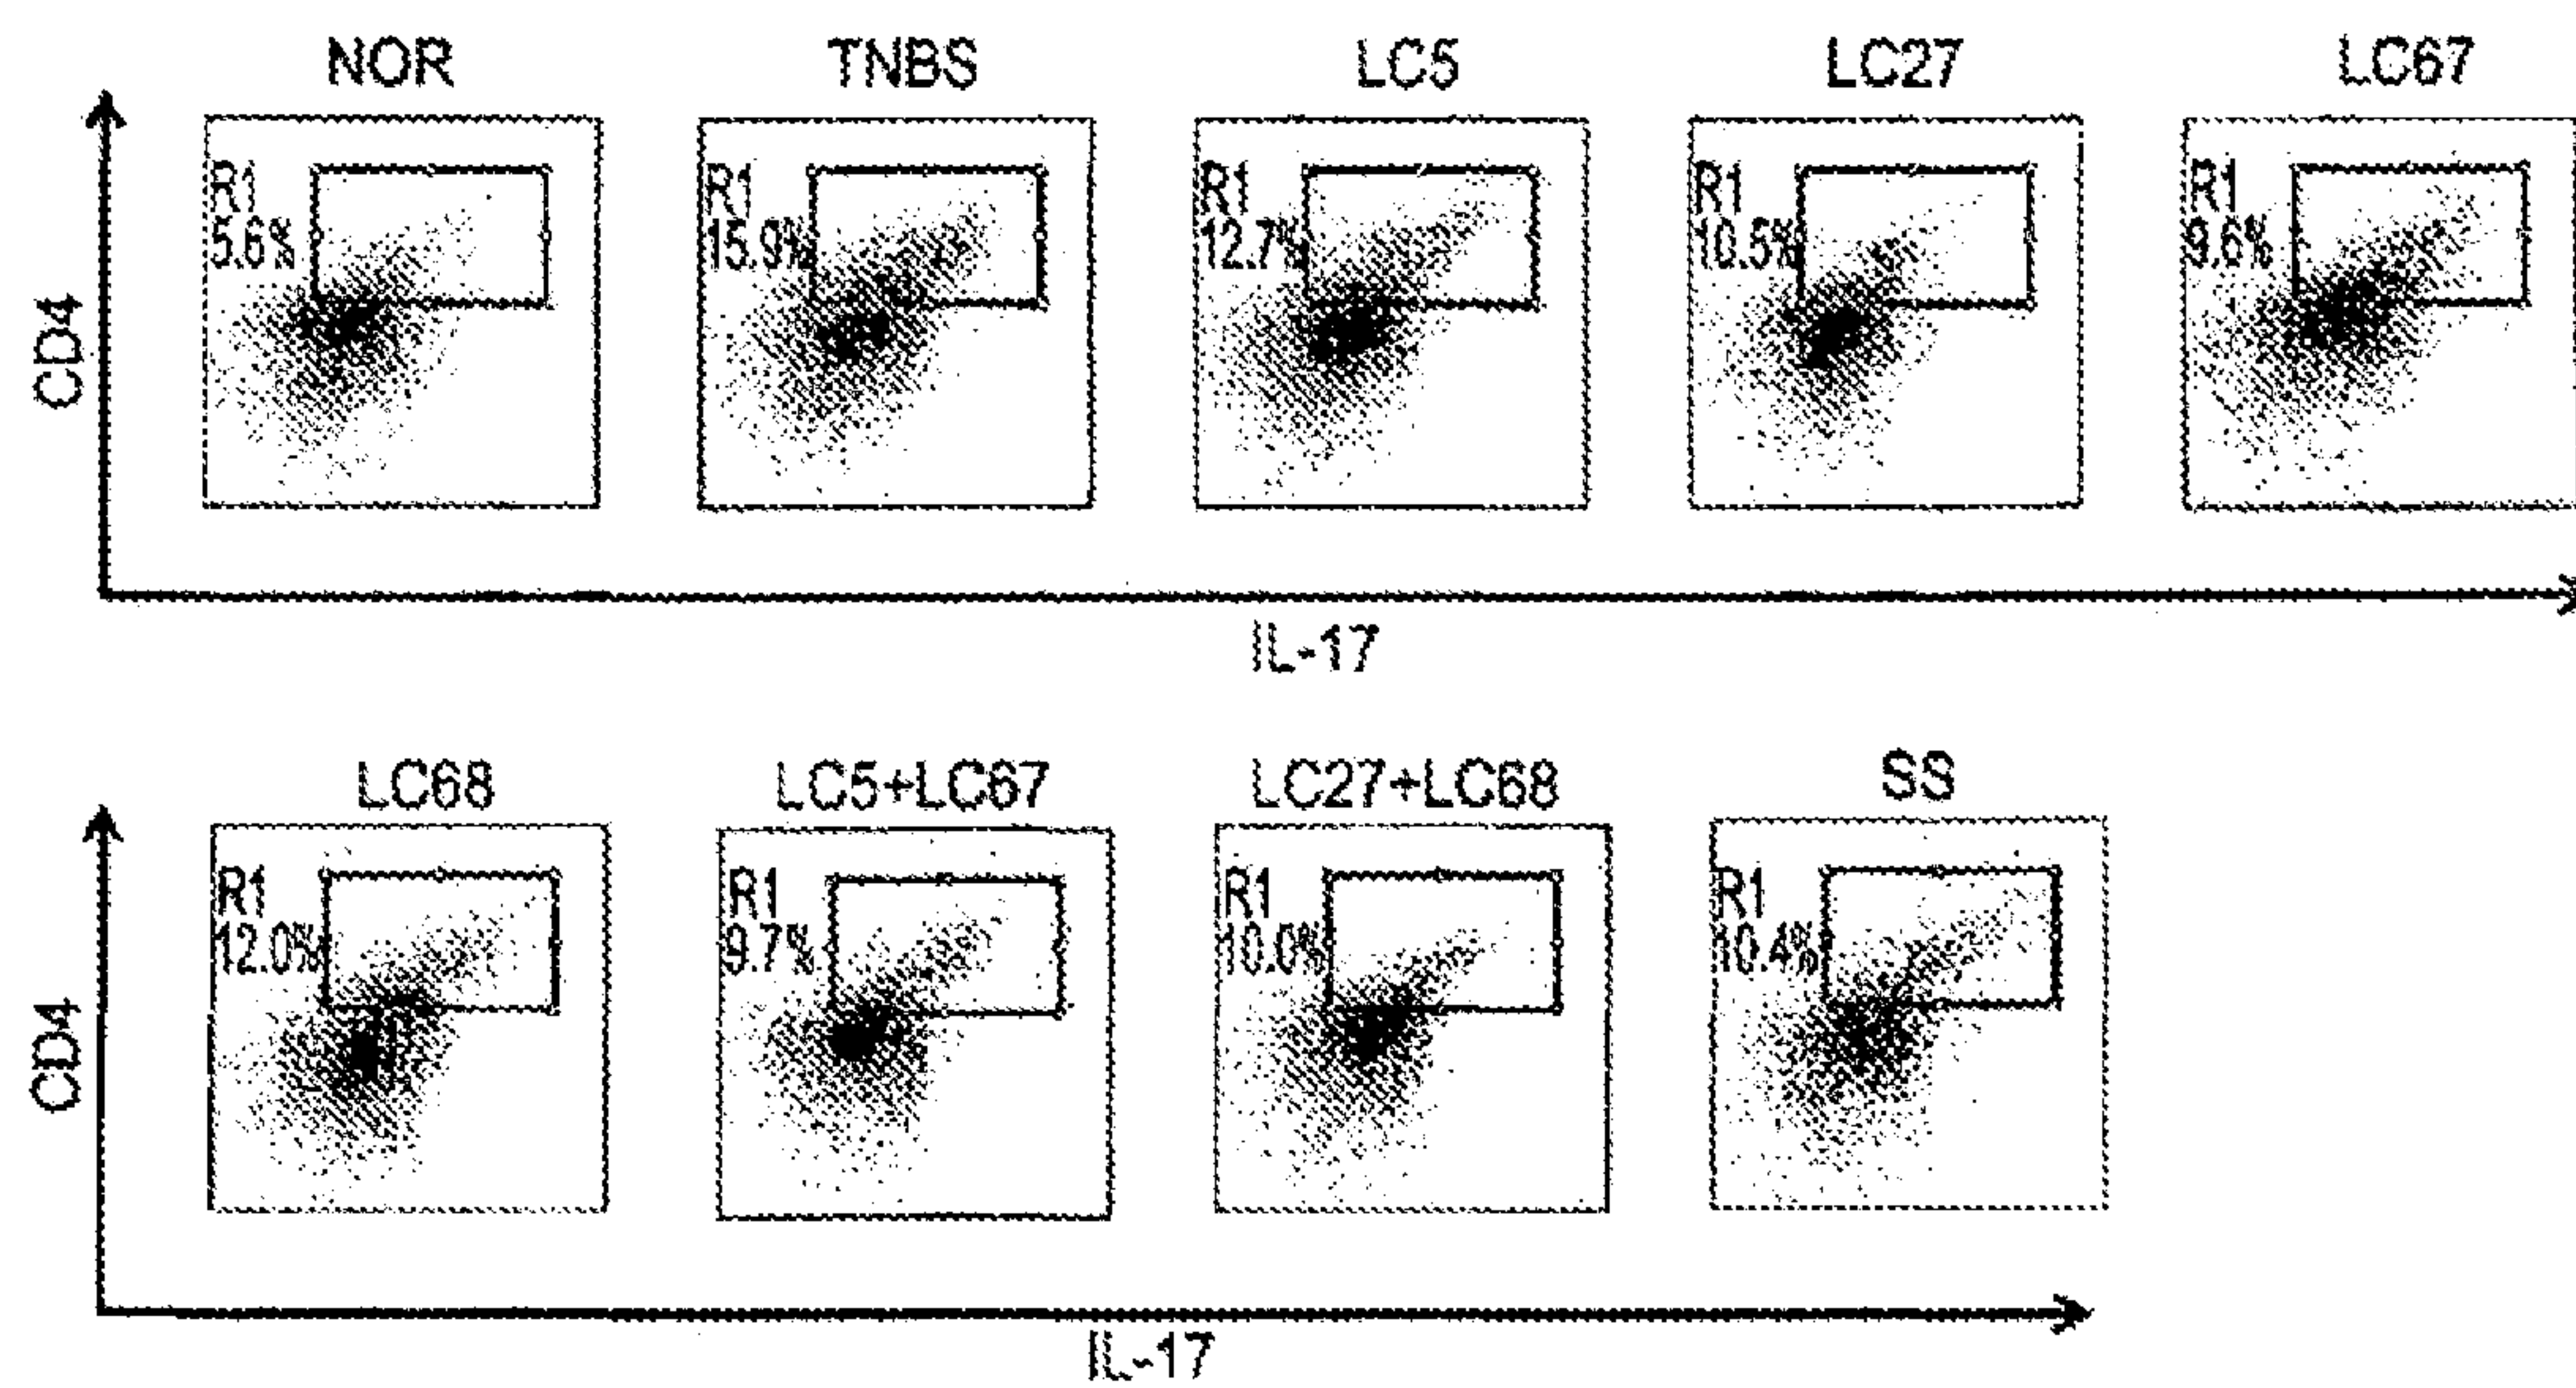 NOR TNBS LC5 LC27 LC67
R1 R1 R1 R1 R1
5.6% 15.9% 12.7% 10.5% 9.6%
CD4
IL-17
LC68 LC5+LC67 LC27+LC68 SS
R1 R1 R1 R1
12.0% 9.7% 10.0% 10.4%
CD4
IL-17